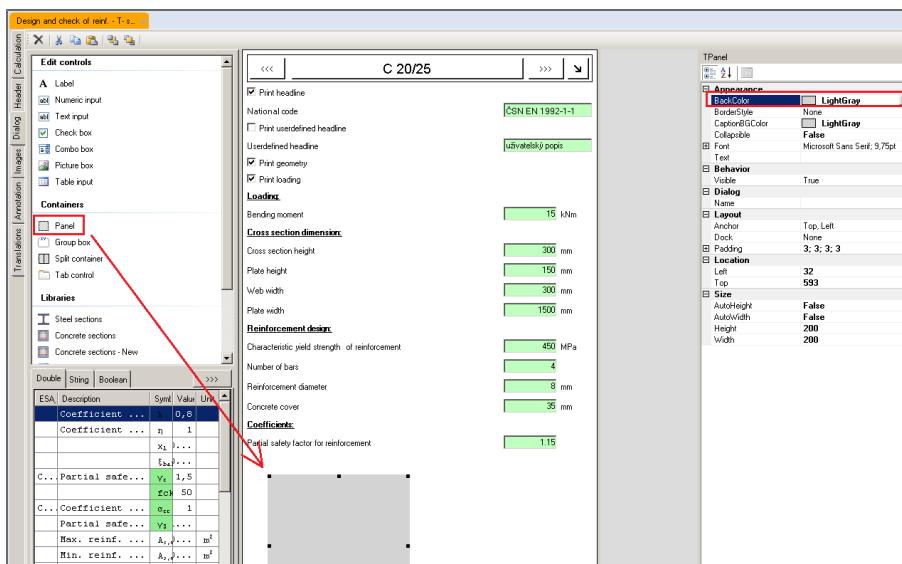 Design and check of reinf. - T- s...
Calculation
Header
Dialog
Images
Annotation
Translations
Edit controls
A Label
abl Numeric input
abl Text input
Check box
Combo box
Picture box
Table input
Containers
Panel
Group box
Split container
Tab control
Libraries
Steel sections
Concrete sections
Concrete sections - New
Double String Boolean >>>
ESA Description Symb Value Unit
Coefficient ... 0,8
Coefficient ... η 1
x₁ )...
C.. Partial safe... 1,5
fck 50
C.. Coefficient ... αcc 1
Partial safe... ...
Max. reinf. ... m²
Min. reinf. ... m²
<<< C 20/25 >>>
Print headline
National code ČSN EN 1992-1-1
Print userdefined headline
Userdefined headline uživatelský popis
Print geometry
Print loading
Loading:
Bending moment 15 kNm
Cross section dimension:
Cross section height 300 mm
Plate height 150 mm
Web width 300 mm
Plate width 1500 mm
Reinforcement design:
Characteristic yield strength of reinforcement 450 MPa
Number of bars 4
Reinforcement diameter 8 mm
Concrete cover 35 mm
Coefficients:
Partial safety factor for reinforcement 1.15
TPanel
Appearance
BackColor LightGray
BorderStyle None
CaptionBGColor LightGray
Collapsible False
Font Microsoft Sans Serif; 9,75pt
Text
Behavior
Visible True
Dialog
Name
Layout
Anchor Top, Left
Dock None
Padding 3; 3; 3; 3
Location
Left 32
Top 593
Size
AutoHeight False
AutoWidth False
Height 200
Width 200